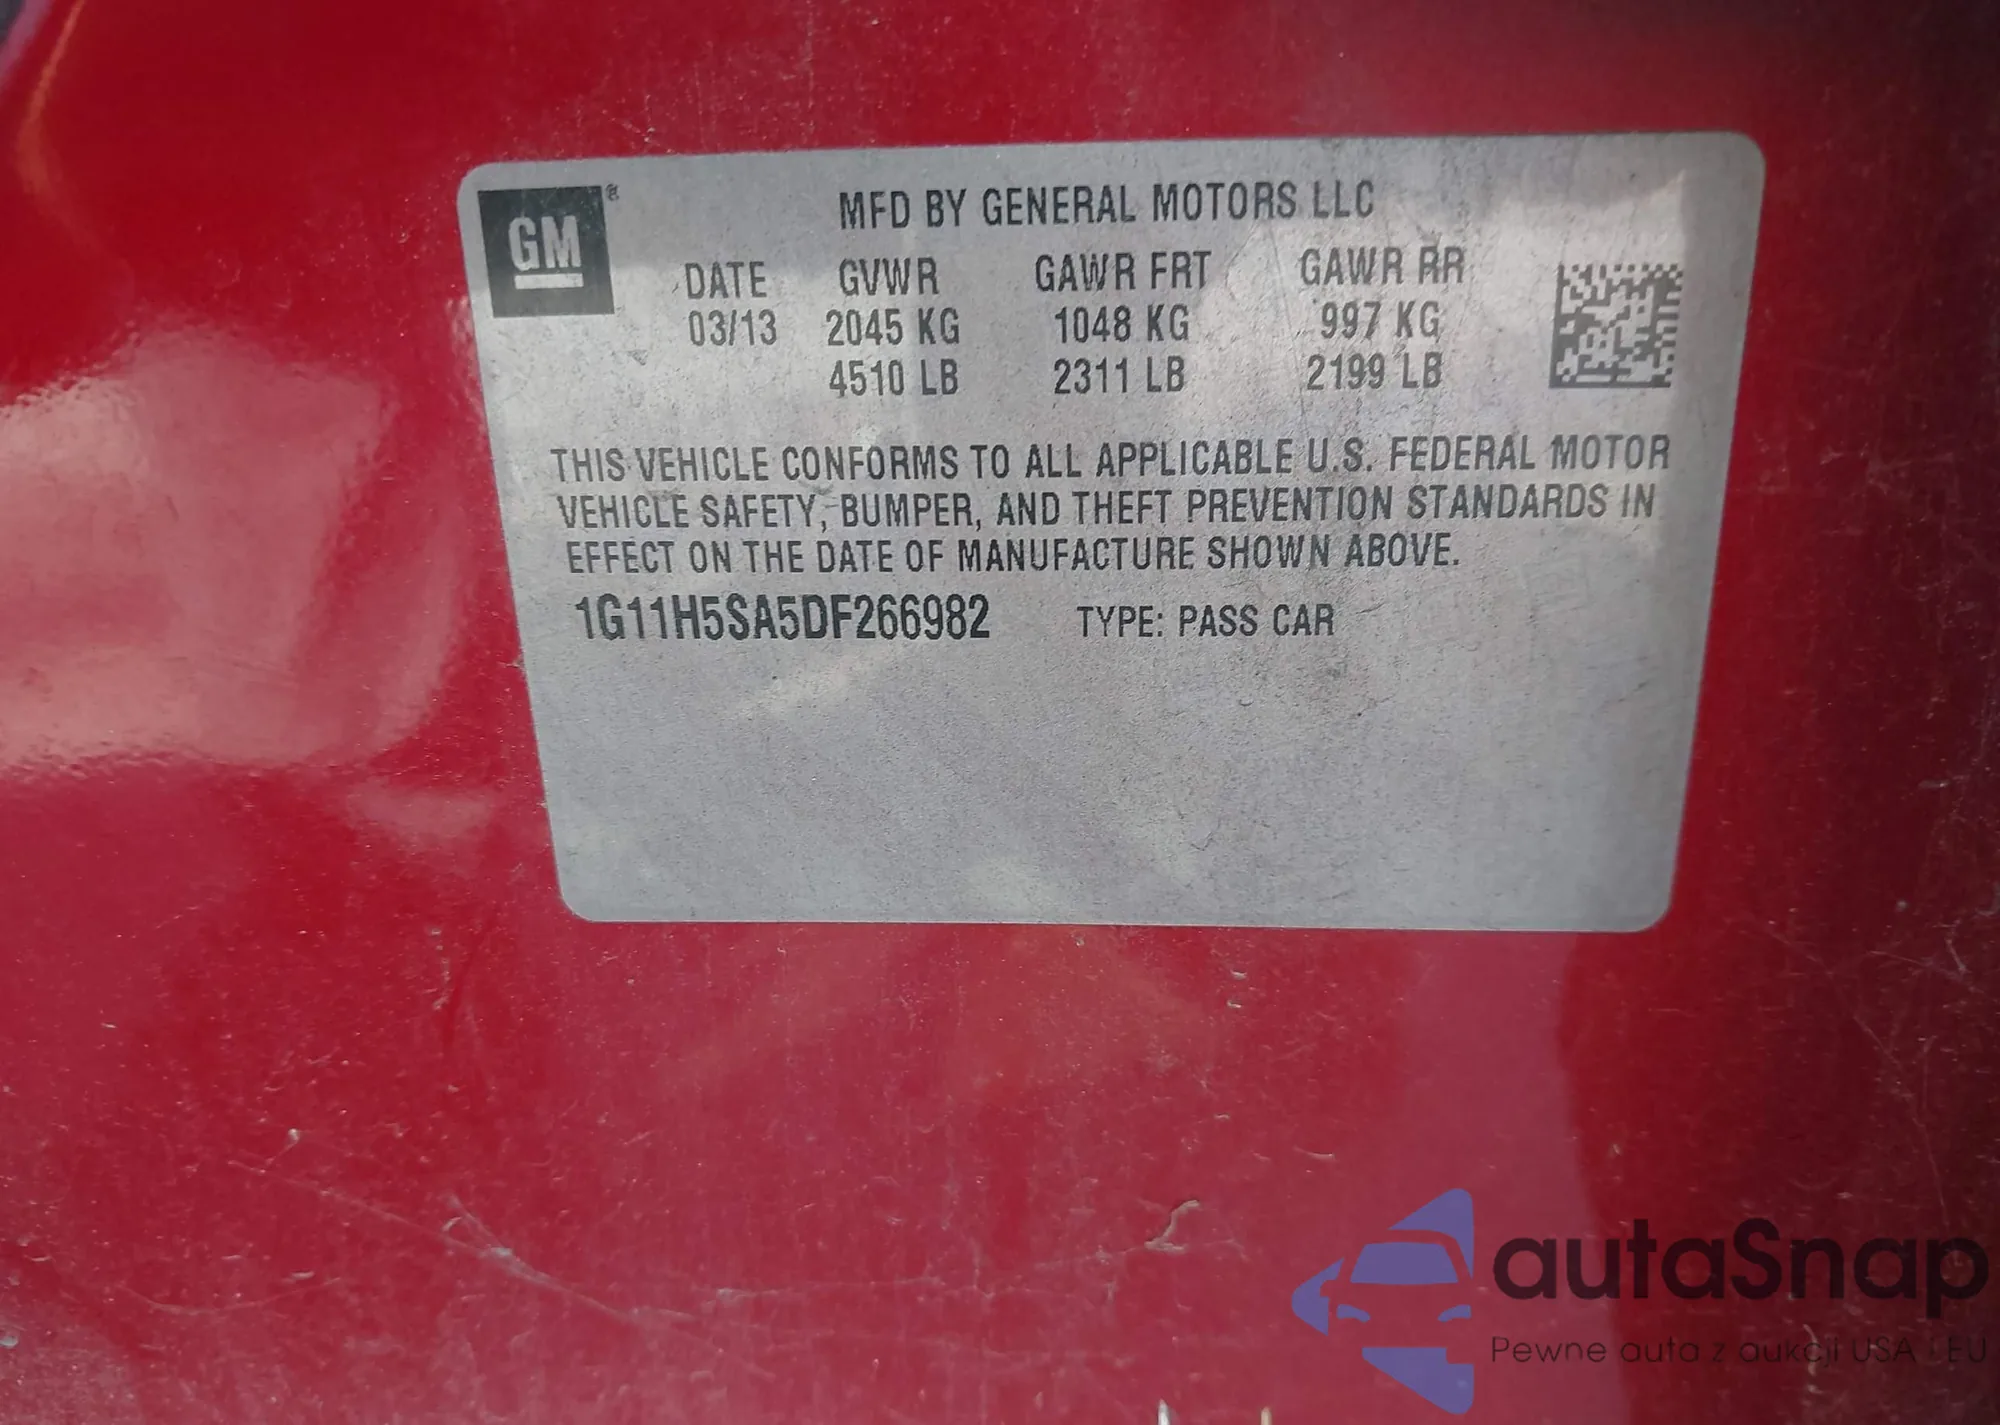 GM ®
MFD BY GENERAL MOTORS LLC
DATE GVWR GAWR FRT GAWR RR
03/13 2045 KG 1048 KG 997 KG
4510 LB 2311 LB 2199 LB
THIS VEHICLE CONFORMS TO ALL APPLICABLE U.S. FEDERAL MOTOR
VEHICLE SAFETY, BUMPER, AND THEFT PREVENTION STANDARDS IN
EFFECT ON THE DATE OF MANUFACTURE SHOWN ABOVE.
1G11H5SA5DF266982 TYPE: PASS CAR
autaSnap
Pewne auta z aukcji USA i EU